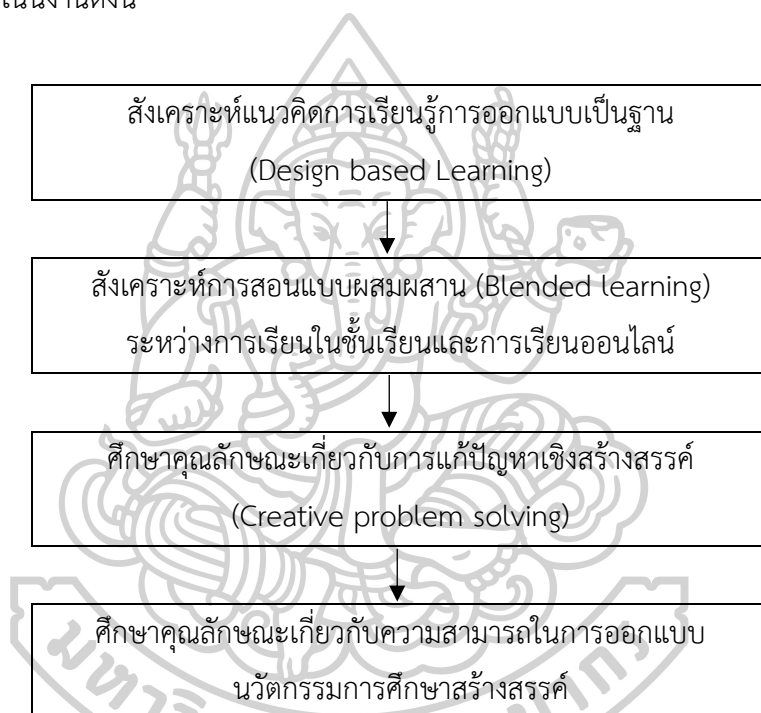 สังเคราะห์แนวคิดการเรียนรู้การออกแบบเป็นฐาน
(Design based Learning)
สังเคราะห์การสอนแบบผสมผสาน (Blended learning)
ระหว่างการเรียนในชั้นเรียนและการเรียนออนไลน์
ศึกษาคุณลักษณะเกี่ยวกับการแก้ปัญหาเชิงสร้างสรรค์
(Creative problem solving)
ศึกษาคุณลักษณะเกี่ยวกับความสามารถในการออกแบบ
นวัตกรรมการศึกษาสร้างสรรค์